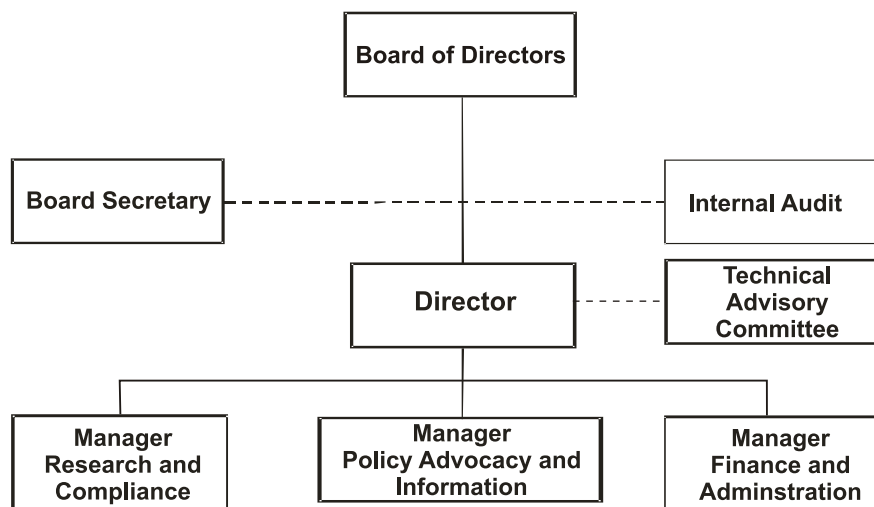 Board of Directors
Board Secretary
Internal Audit
Director
Technical
Advisory
Committee
Manager
Research and
Compliance
Manager
Policy Advocacy and
Information
Manager
Finance and
Adminstration